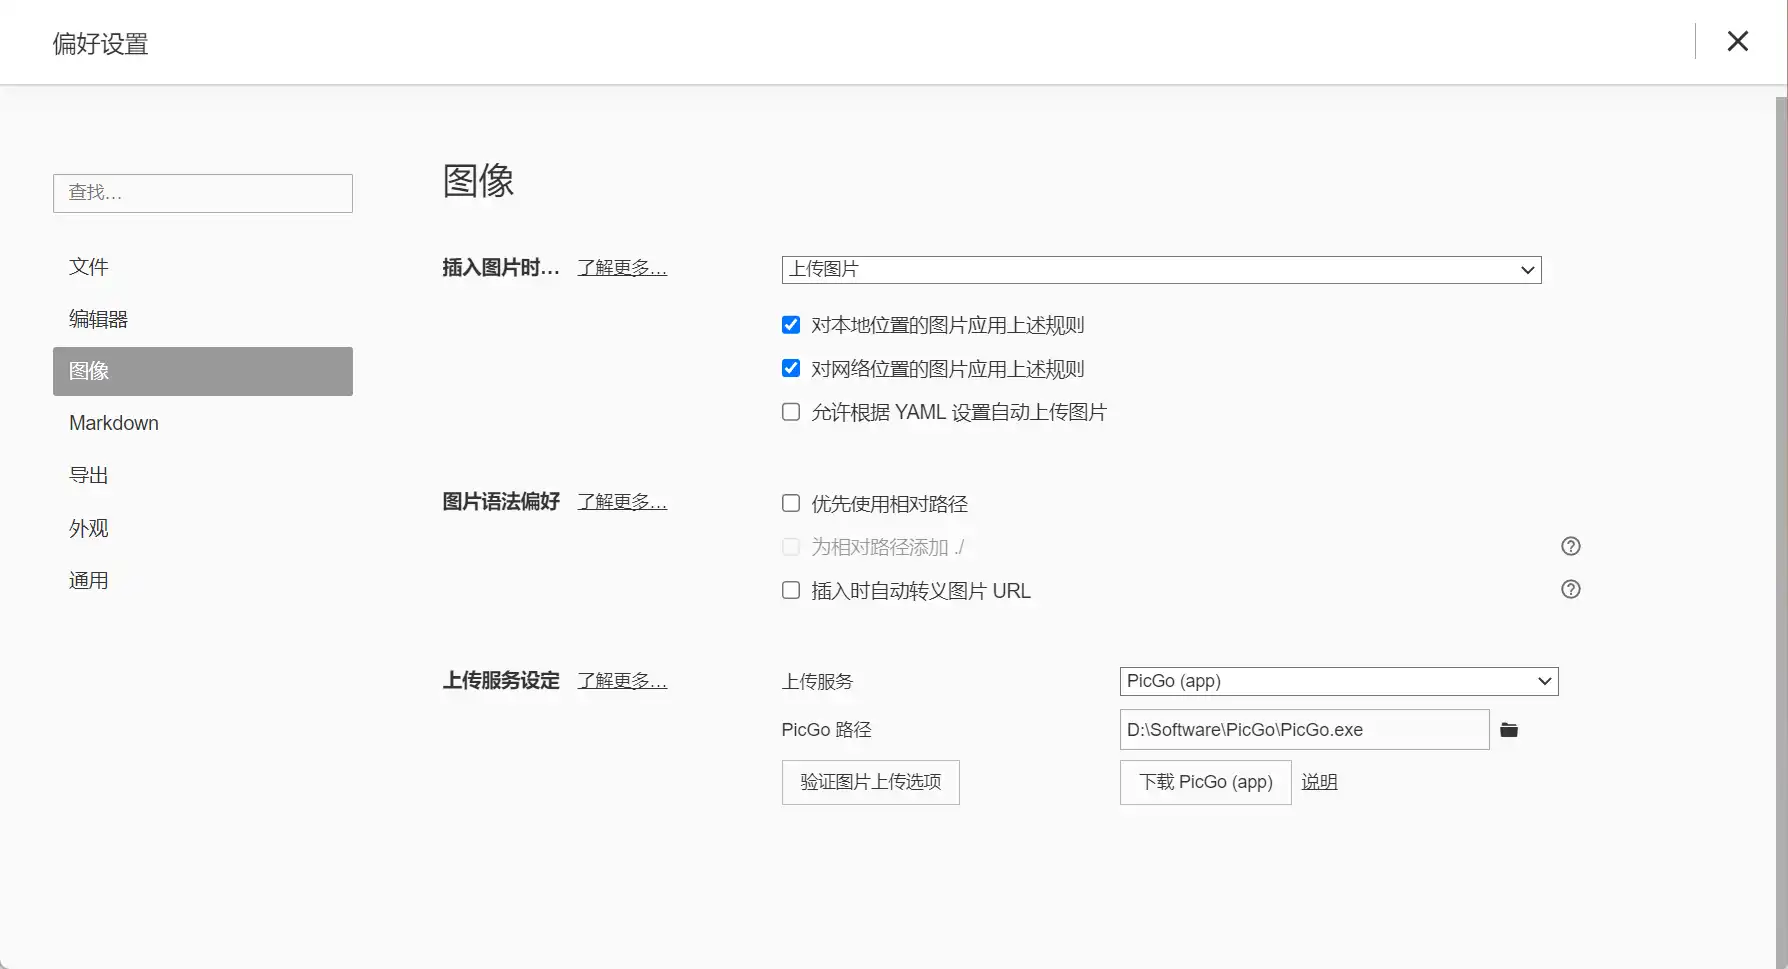 偏好设置
查找...
文件
编辑器
图像
Markdown
导出
外观
通用
图像
插入图片时... 了解更多... 上传图片
对本地位置的图片应用上述规则
对网络位置的图片应用上述规则
允许根据 YAML 设置自动上传图片
图片语法偏好 了解更多... 优先使用相对路径
为相对路径添加 ./
插入时自动转义图片 URL
上传服务设定 了解更多... 上传服务 PicGo (app)
PicGo 路径 D:\Software\PicGo\PicGo.exe
验证图片上传选项 下载 PicGo (app) 说明